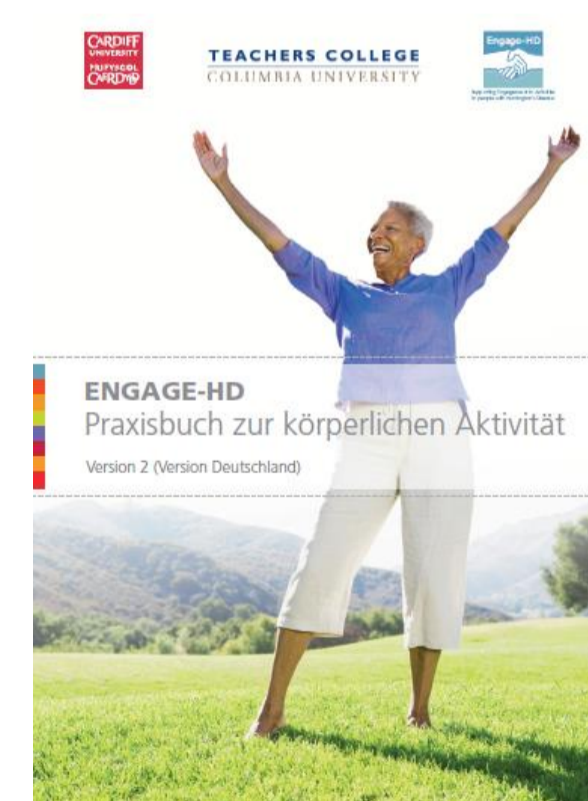 CARDIFF
UNIVERSITY
PRIFYSGOL
CAERDYDD
TEACHERS COLLEGE
COLUMBIA UNIVERSITY
Engage-HD
ENGAGE-HD
Praxisbuch zur körperlichen Aktivität
Version 2 (Version Deutschland)